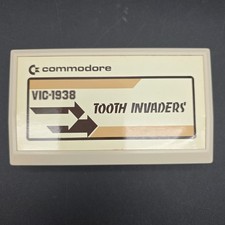 commodore
VIC-1938
TOOTH INVADERS